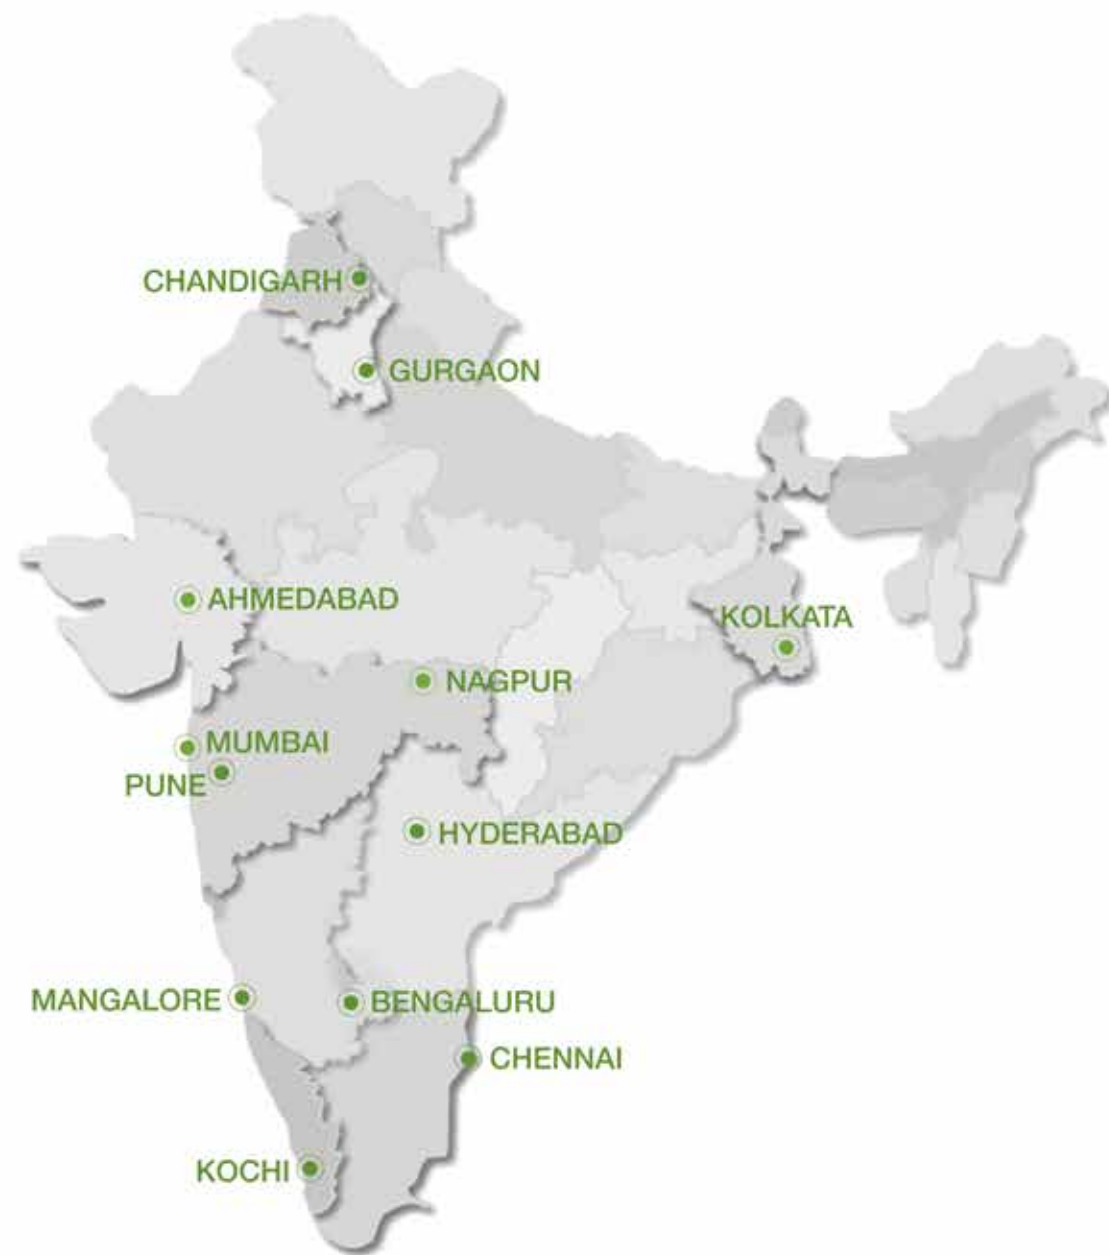 CHANDIGARH
GURGAON
AHMEDABAD
KOLKATA
NAGPUR
MUMBAI
PUNE
HYDERABAD
MANGALORE
BENGALURU
CHENNAI
KOCHI